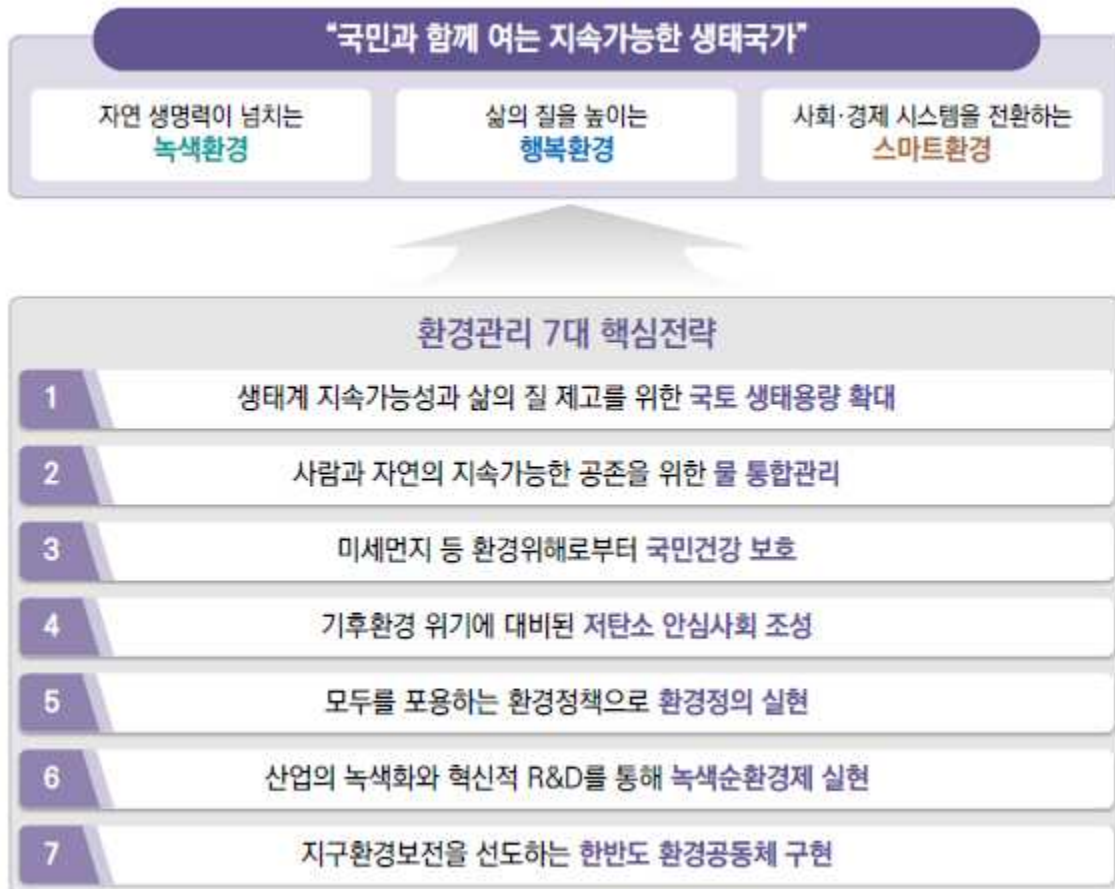 “국민과 함께 여는 지속가능한 생태국가”
자연 생명력이 넘치는
녹색환경
삶의 질을 높이는
행복환경
사회·경제 시스템을 전환하는
스마트환경
환경관리 7대 핵심전략
1 생태계 지속가능성과 삶의 질 제고를 위한 국토 생태용량 확대
2 사람과 자연의 지속가능한 공존을 위한 물 통합관리
3 미세먼지 등 환경위해로부터 국민건강 보호
4 기후환경 위기에 대비된 저탄소 안심사회 조성
5 모두를 포용하는 환경정책으로 환경정의 실현
6 산업의 녹색화와 혁신적 R&D를 통해 녹색순환경제 실현
7 지구환경보전을 선도하는 한반도 환경공동체 구현